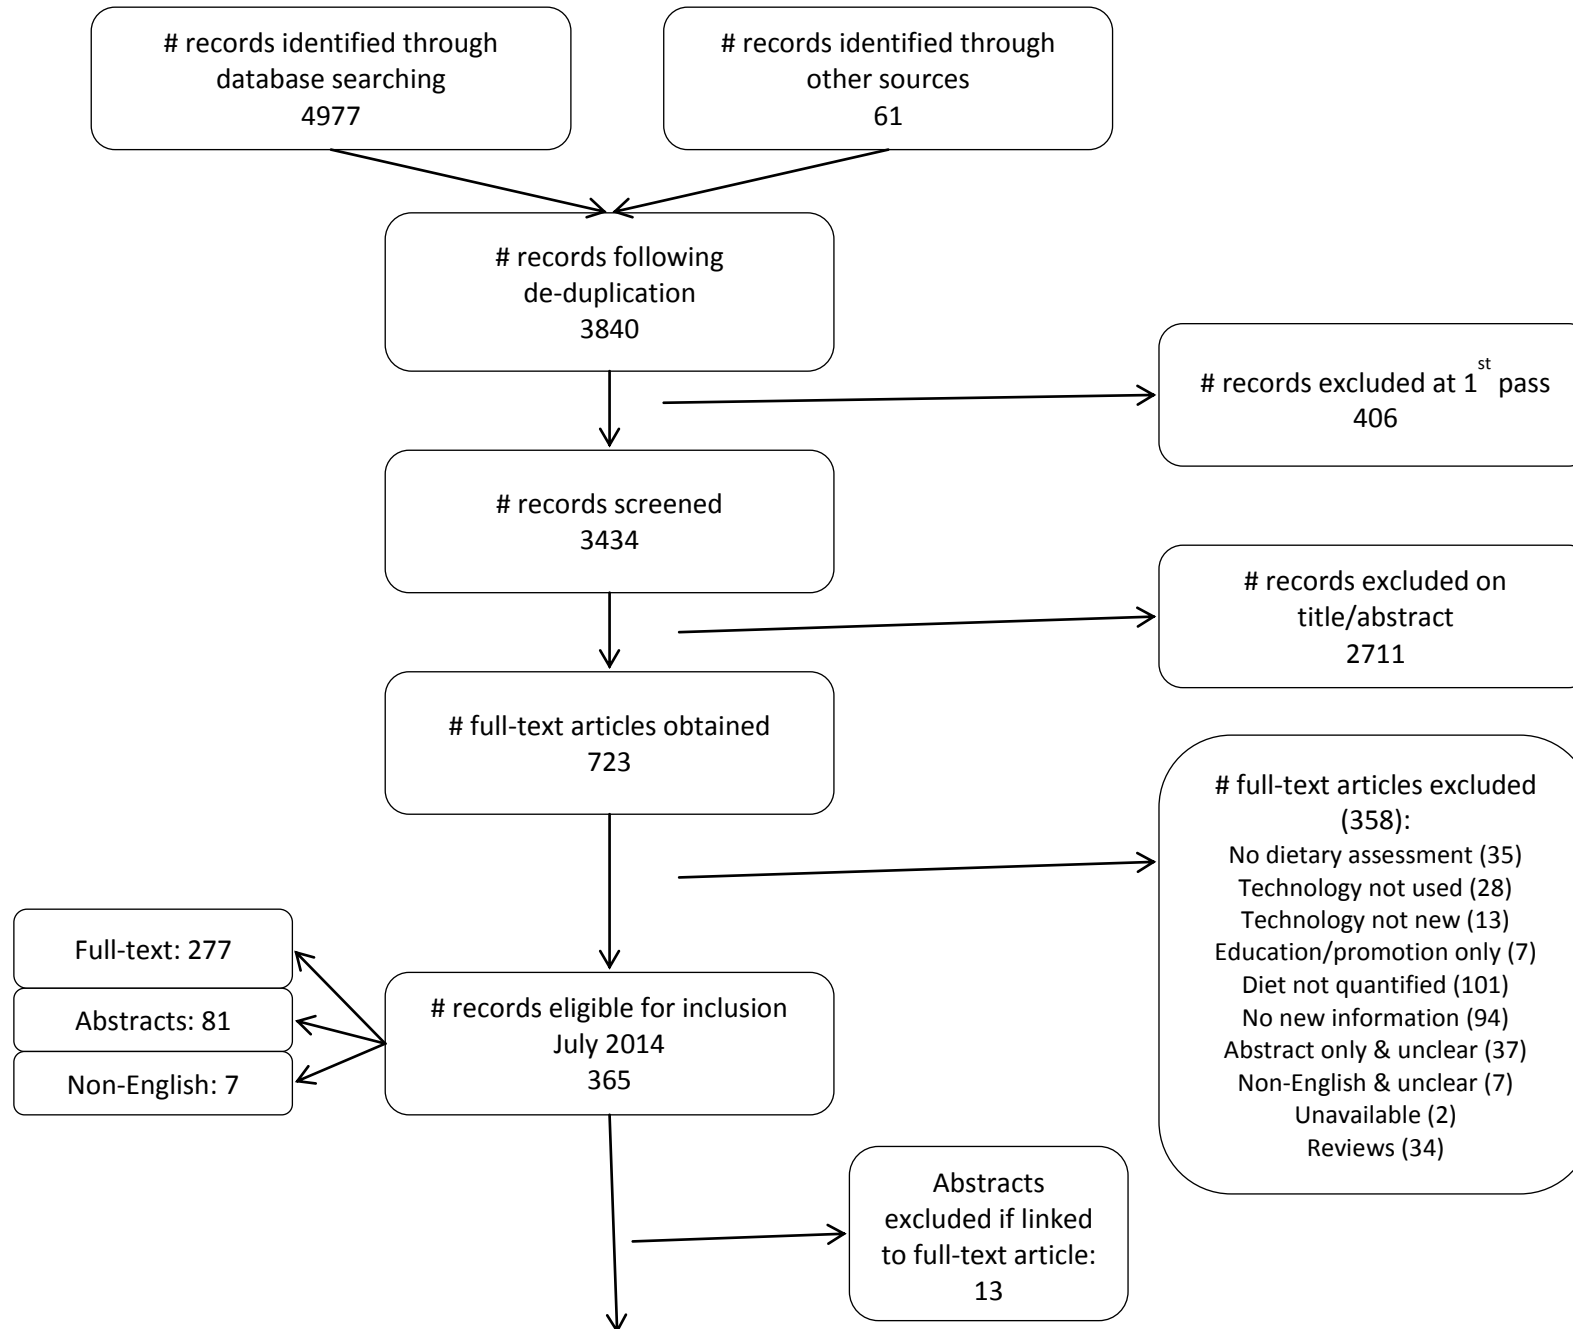 # records identified through
database searching
4977
# records identified through
other sources
61
# records following
de-duplication
3840
# records excluded at 1st pass
406
# records screened
3434
# records excluded on
title/abstract
2711
# full-text articles obtained
723
# full-text articles excluded
(358):
No dietary assessment (35)
Technology not used (28)
Technology not new (13)
Education/promotion only (7)
Diet not quantified (101)
No new information (94)
Abstract only & unclear (37)
Non-English & unclear (7)
Unavailable (2)
Reviews (34)
Full-text: 277
Abstracts: 81
Non-English: 7
# records eligible for inclusion
July 2014
365
Abstracts
excluded if linked
to full-text article:
13